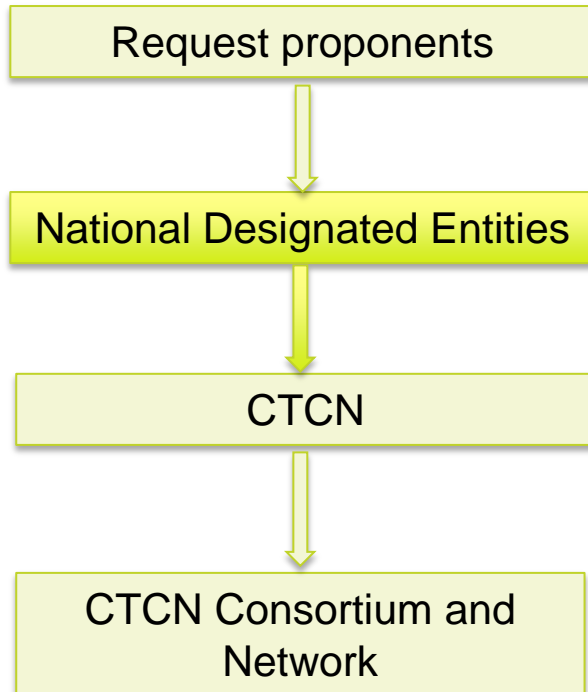 Request proponents
National Designated Entities
CTCN
CTCN Consortium and
Network